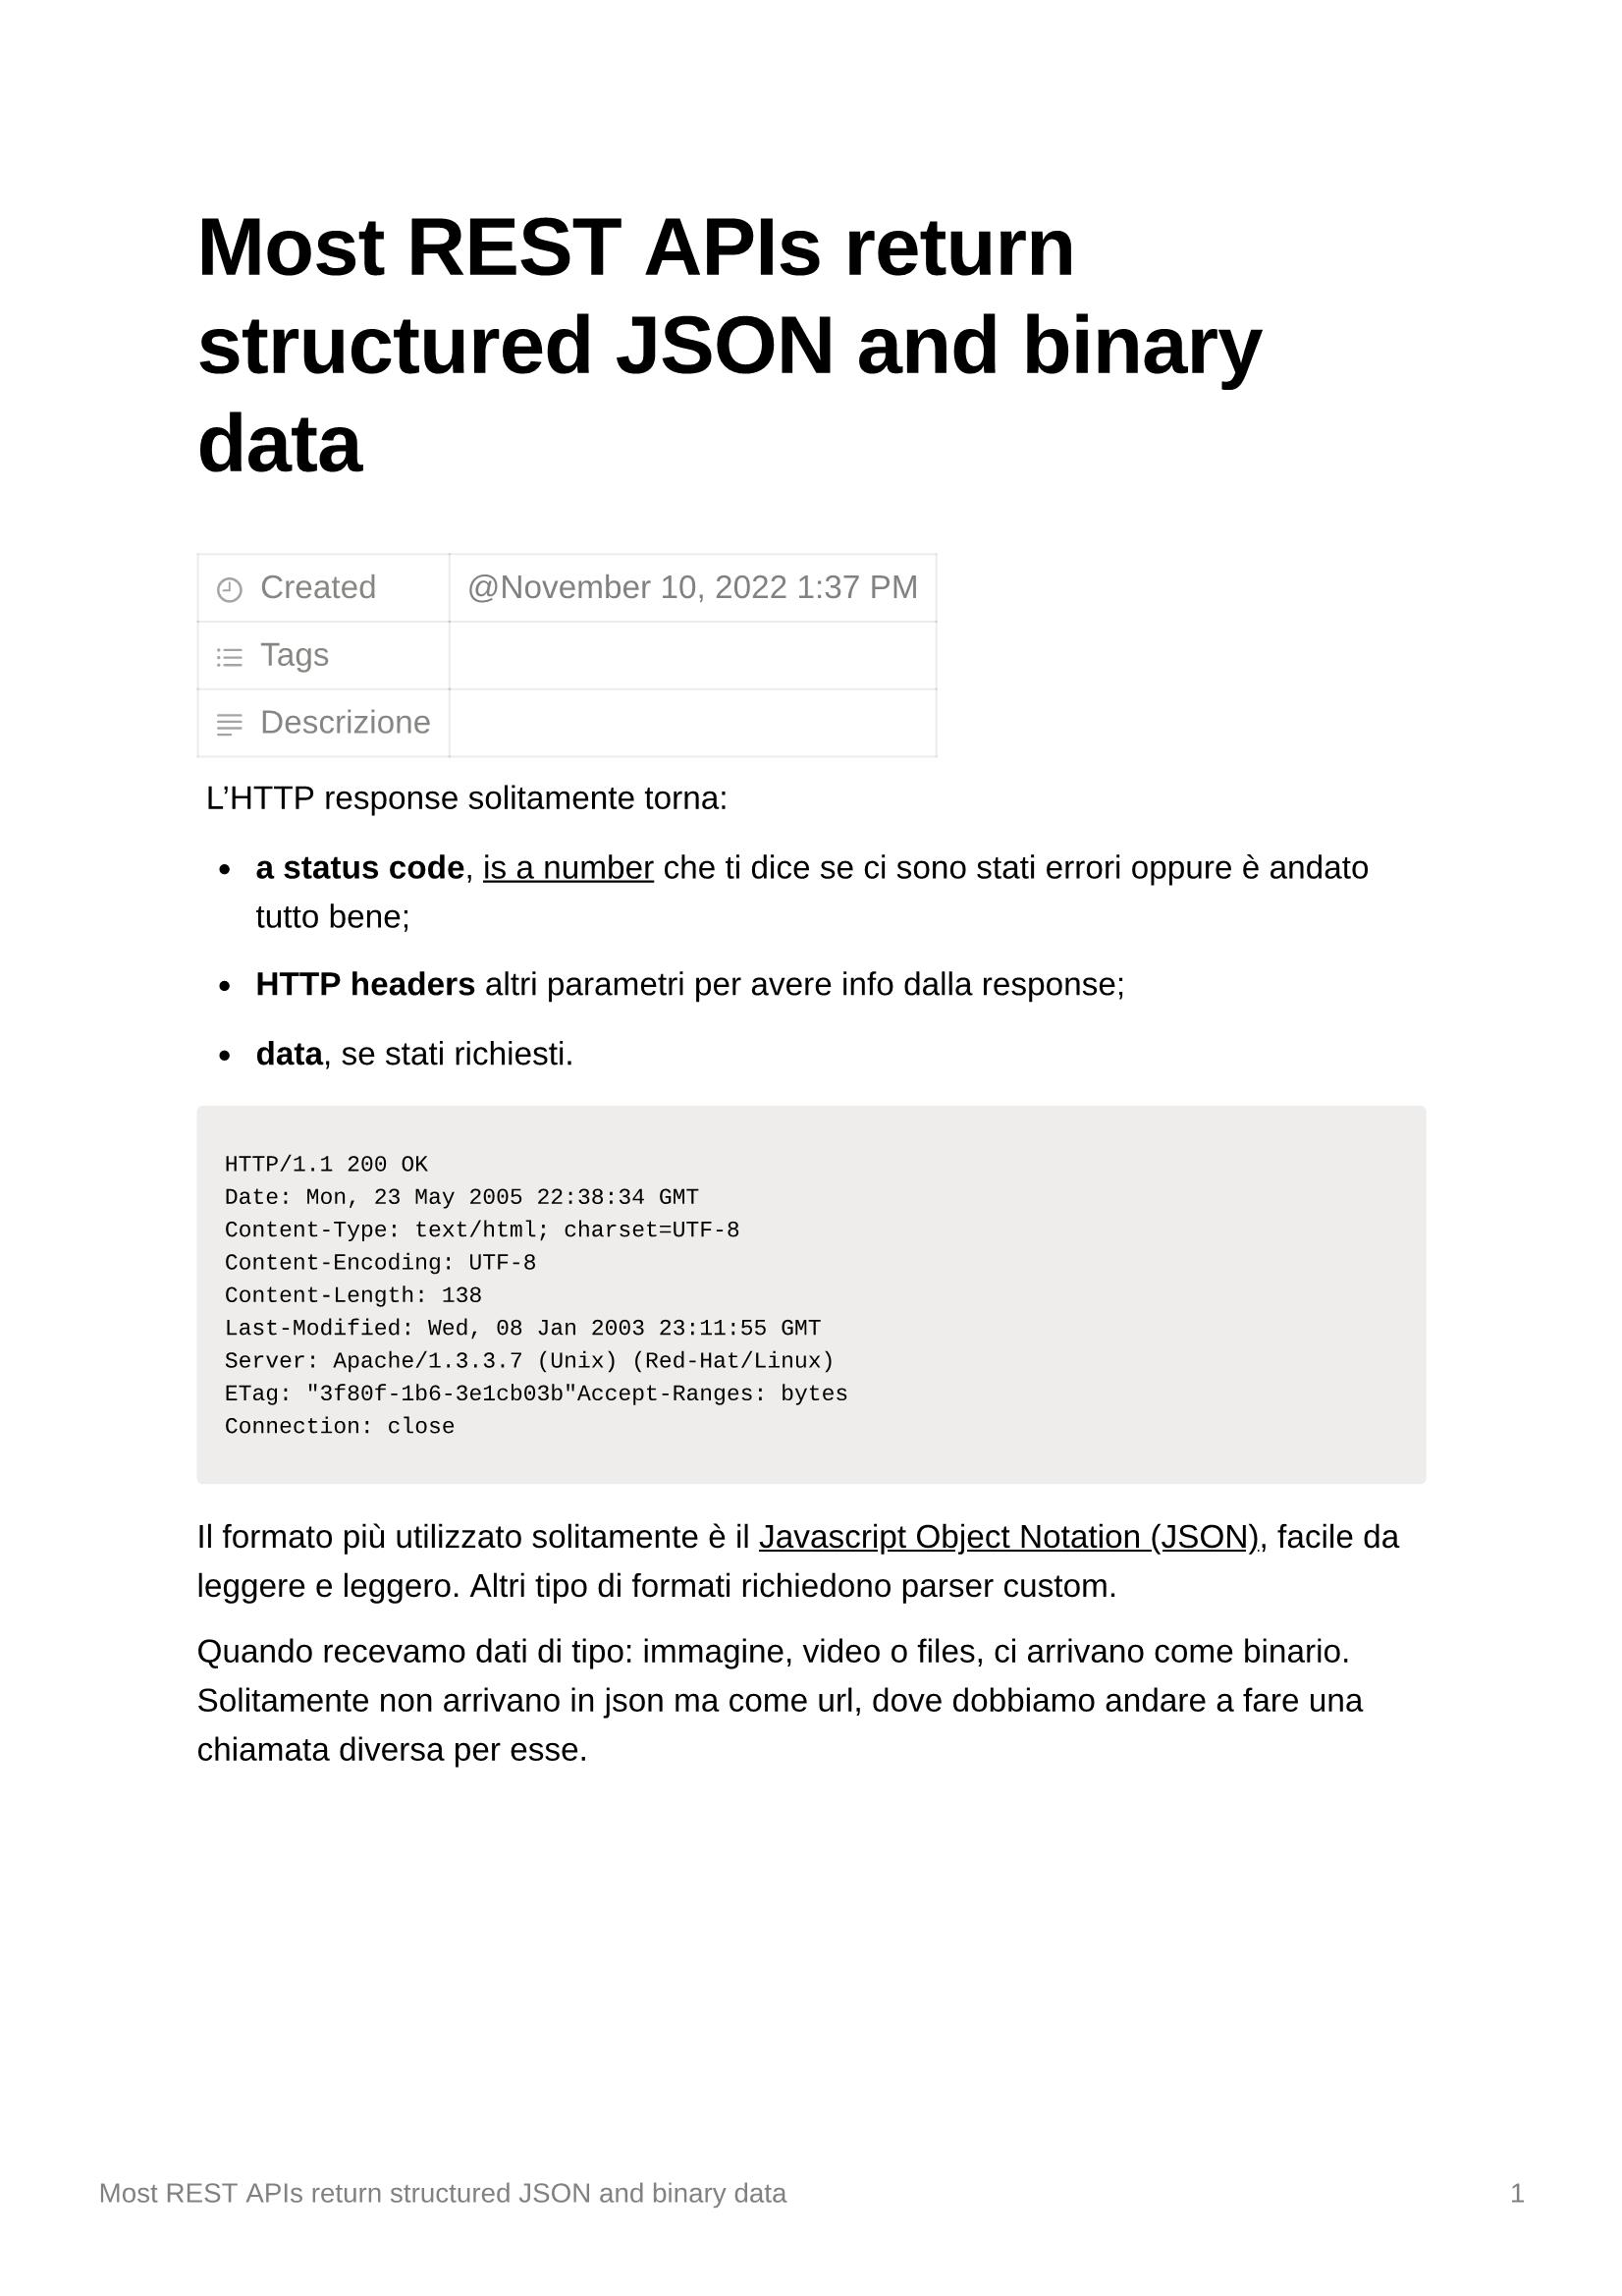 Most REST APIs return
structured JSON and binary
data
Created @November 10, 2022 1:37 PM
Tags
Descrizione
L’HTTP response solitamente torna:
• a status code, is a number che ti dice se ci sono stati errori oppure è andato
tutto bene;
• HTTP headers altri parametri per avere info dalla response;
• data, se stati richiesti.
HTTP/1.1 200 OK
Date: Mon, 23 May 2005 22:38:34 GMT
Content-Type: text/html; charset=UTF-8
Content-Encoding: UTF-8
Content-Length: 138
Last-Modified: Wed, 08 Jan 2003 23:11:55 GMT
Server: Apache/1.3.3.7 (Unix) (Red-Hat/Linux)
ETag: "3f80f-1b6-3e1cb03b"Accept-Ranges: bytes
Connection: close
Il formato più utilizzato solitamente è il Javascript Object Notation (JSON), facile da
leggere e leggero. Altri tipo di formati richiedono parser custom.
Quando recevamo dati di tipo: immagine, video o files, ci arrivano come binario.
Solitamente non arrivano in json ma come url, dove dobbiamo andare a fare una
chiamata diversa per esse.
Most REST APIs return structured JSON and binary data 1